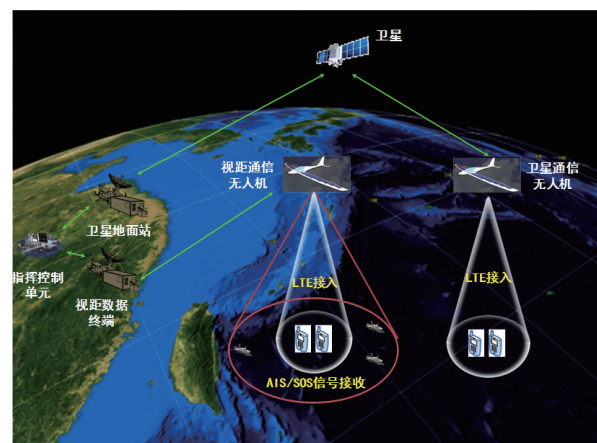 卫星
视距通信
无人机
卫星通信
无人机
卫星地面站
指挥控制
单元
视距数据
终端
LTE接入
LTE接入
AIS/SOS信号接收